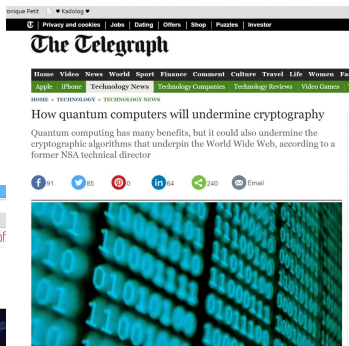 onique Petit ♥ Kadolog ♥
Privacy and cookies | Jobs | Dating | Offers | Shop | Puzzles | Investor
The Telegraph
Home Video News World Sport Finance Comment Culture Travel Life Women Fa
Apple iPhone Technology News Technology Companies Technology Reviews Video Games
HOME » TECHNOLOGY » TECHNOLOGY NEWS
How quantum computers will undermine cryptography
Quantum computing has many benefits, but it could also undermine the
cryptographic algorithms that underpin the World Wide Web, according to a
former NSA technical director
91 85 0 64 240 Email
of